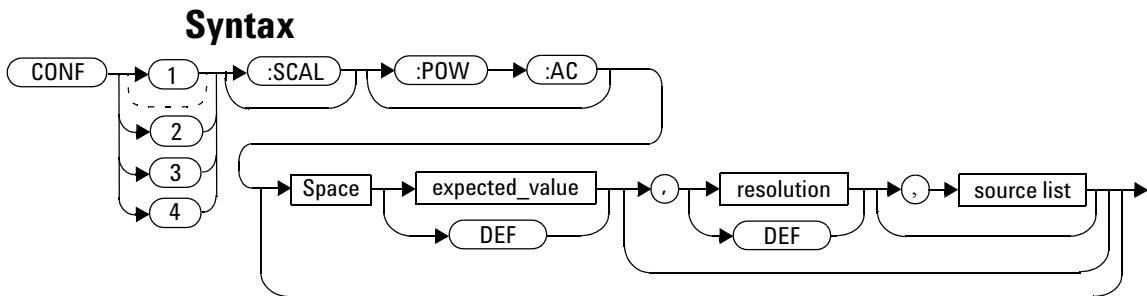 Syntax
CONF 1 :SCAL :POW :AC
2
3
4
Space expected_value , resolution , source list
DEF DEF